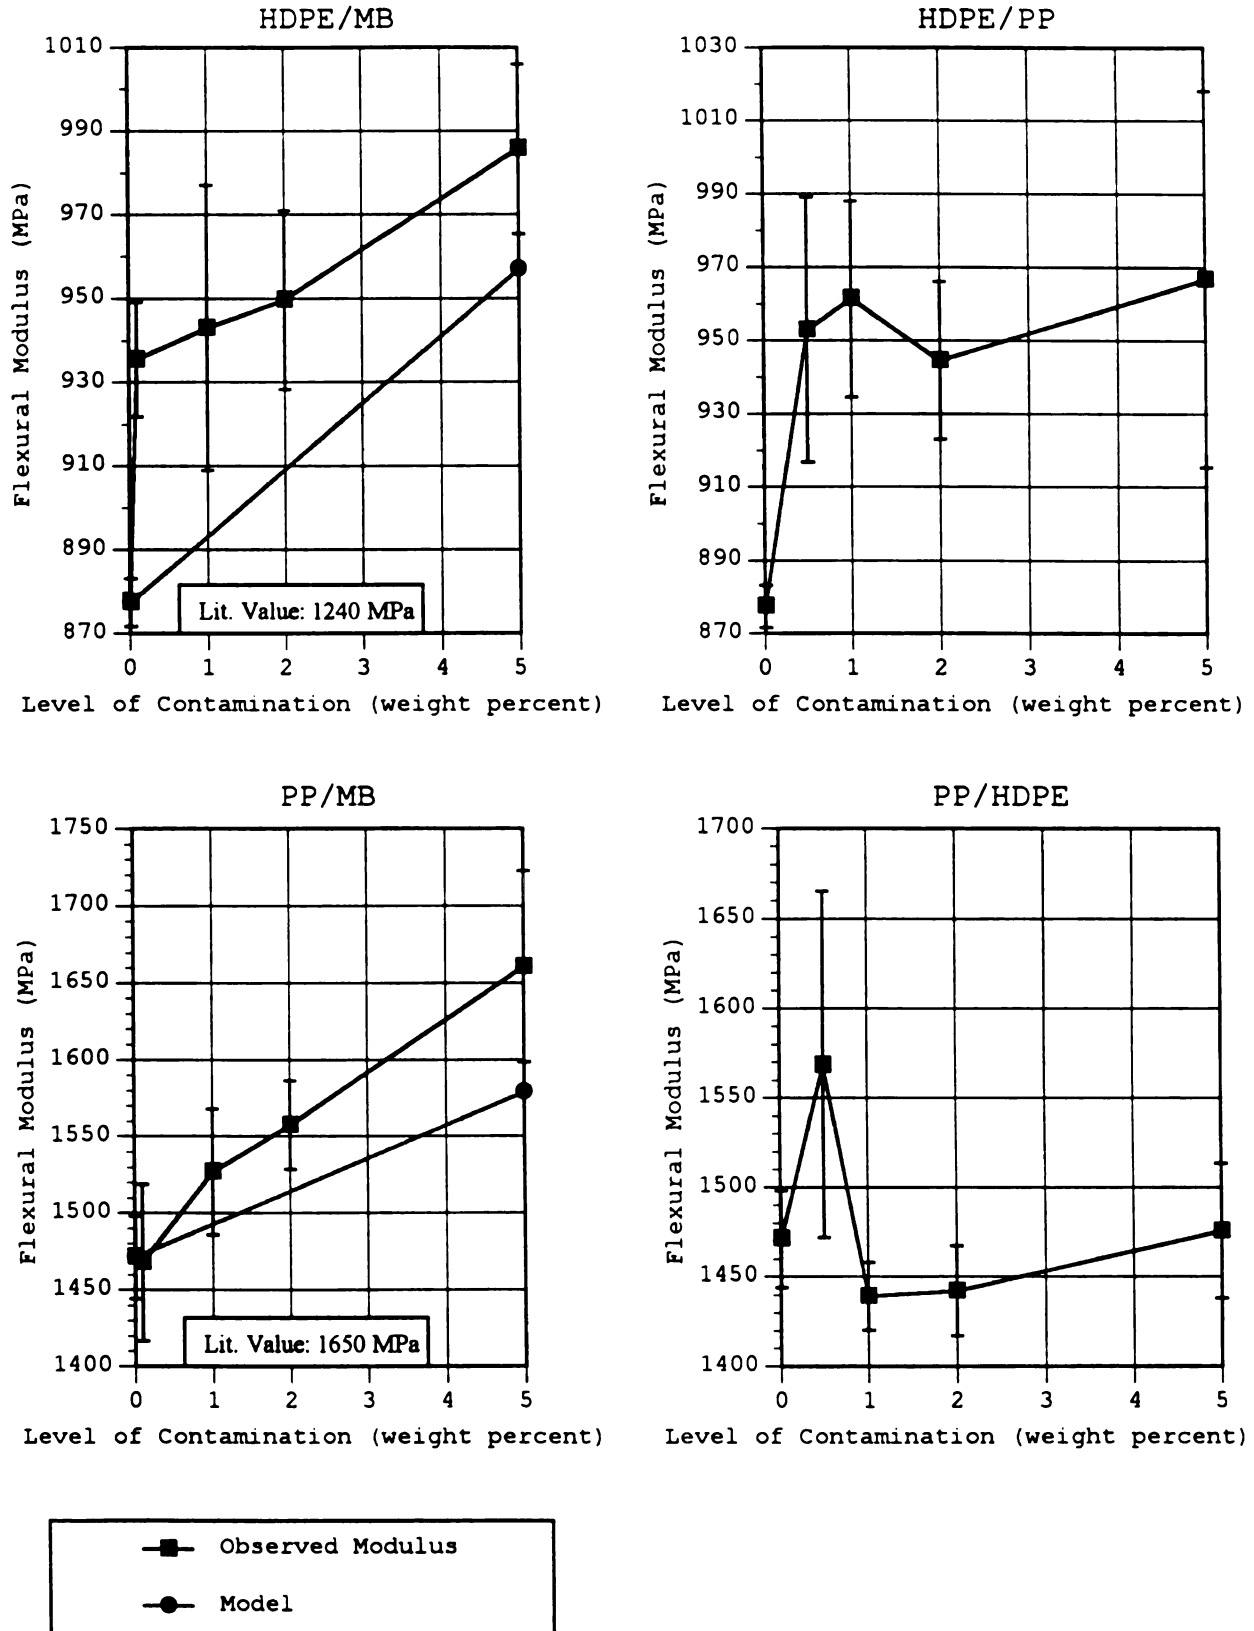 HDPE/MB
1010
990
970
950
930
910
890
870
Flexural Modulus (MPa)
Lit. Value: 1240 MPa
0 1 2 3 4 5
Level of Contamination (weight percent)
HDPE/PP
1030
1010
990
970
950
930
910
890
870
Flexural Modulus (MPa)
0 1 2 3 4 5
Level of Contamination (weight percent)
PP/MB
1750
1700
1650
1600
1550
1500
1450
1400
Flexural Modulus (MPa)
Lit. Value: 1650 MPa
0 1 2 3 4 5
Level of Contamination (weight percent)
PP/HDPE
1700
1650
1600
1550
1500
1450
1400
Flexural Modulus (MPa)
0 1 2 3 4 5
Level of Contamination (weight percent)
Observed Modulus
Model